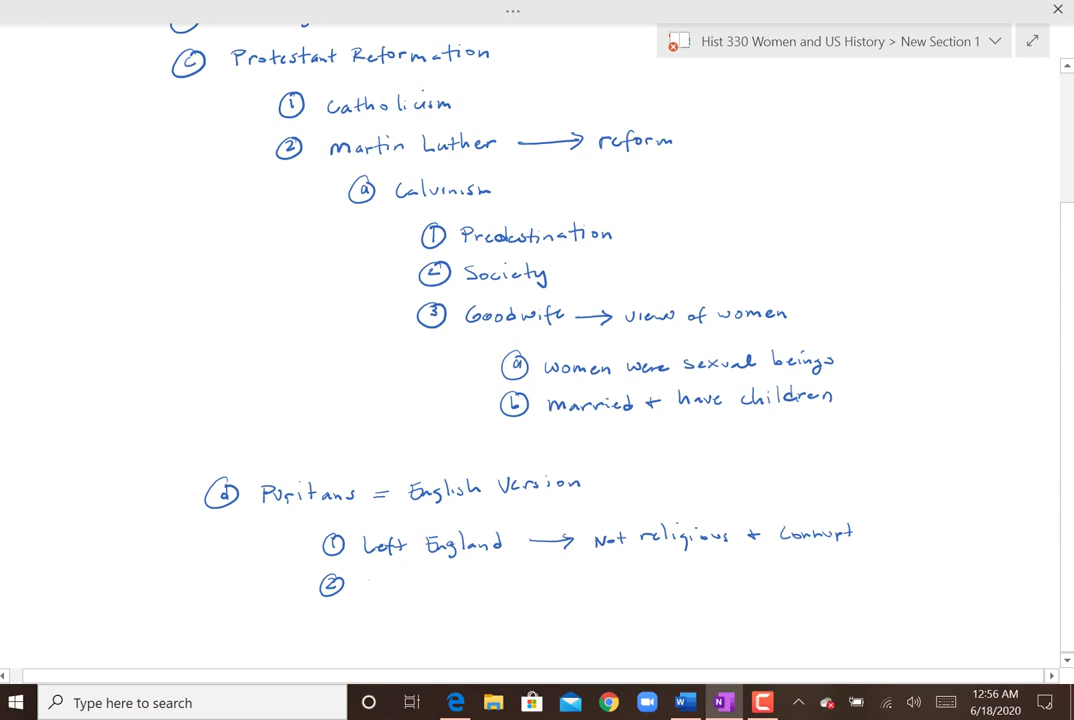 ...
Hist 330 Women and US History > New Section 1
c Protestant Reformation
1 Catholicism
2 Martin Luther → reform
a Calvinism
1 Predestination
2 Society
3 Goodwife → view of women
a women were sexual beings
b Married + have children
d Puritans = English Version
1 Left England → Not religious + Corrupt
2
Type here to search
12:56 AM
6/18/2020